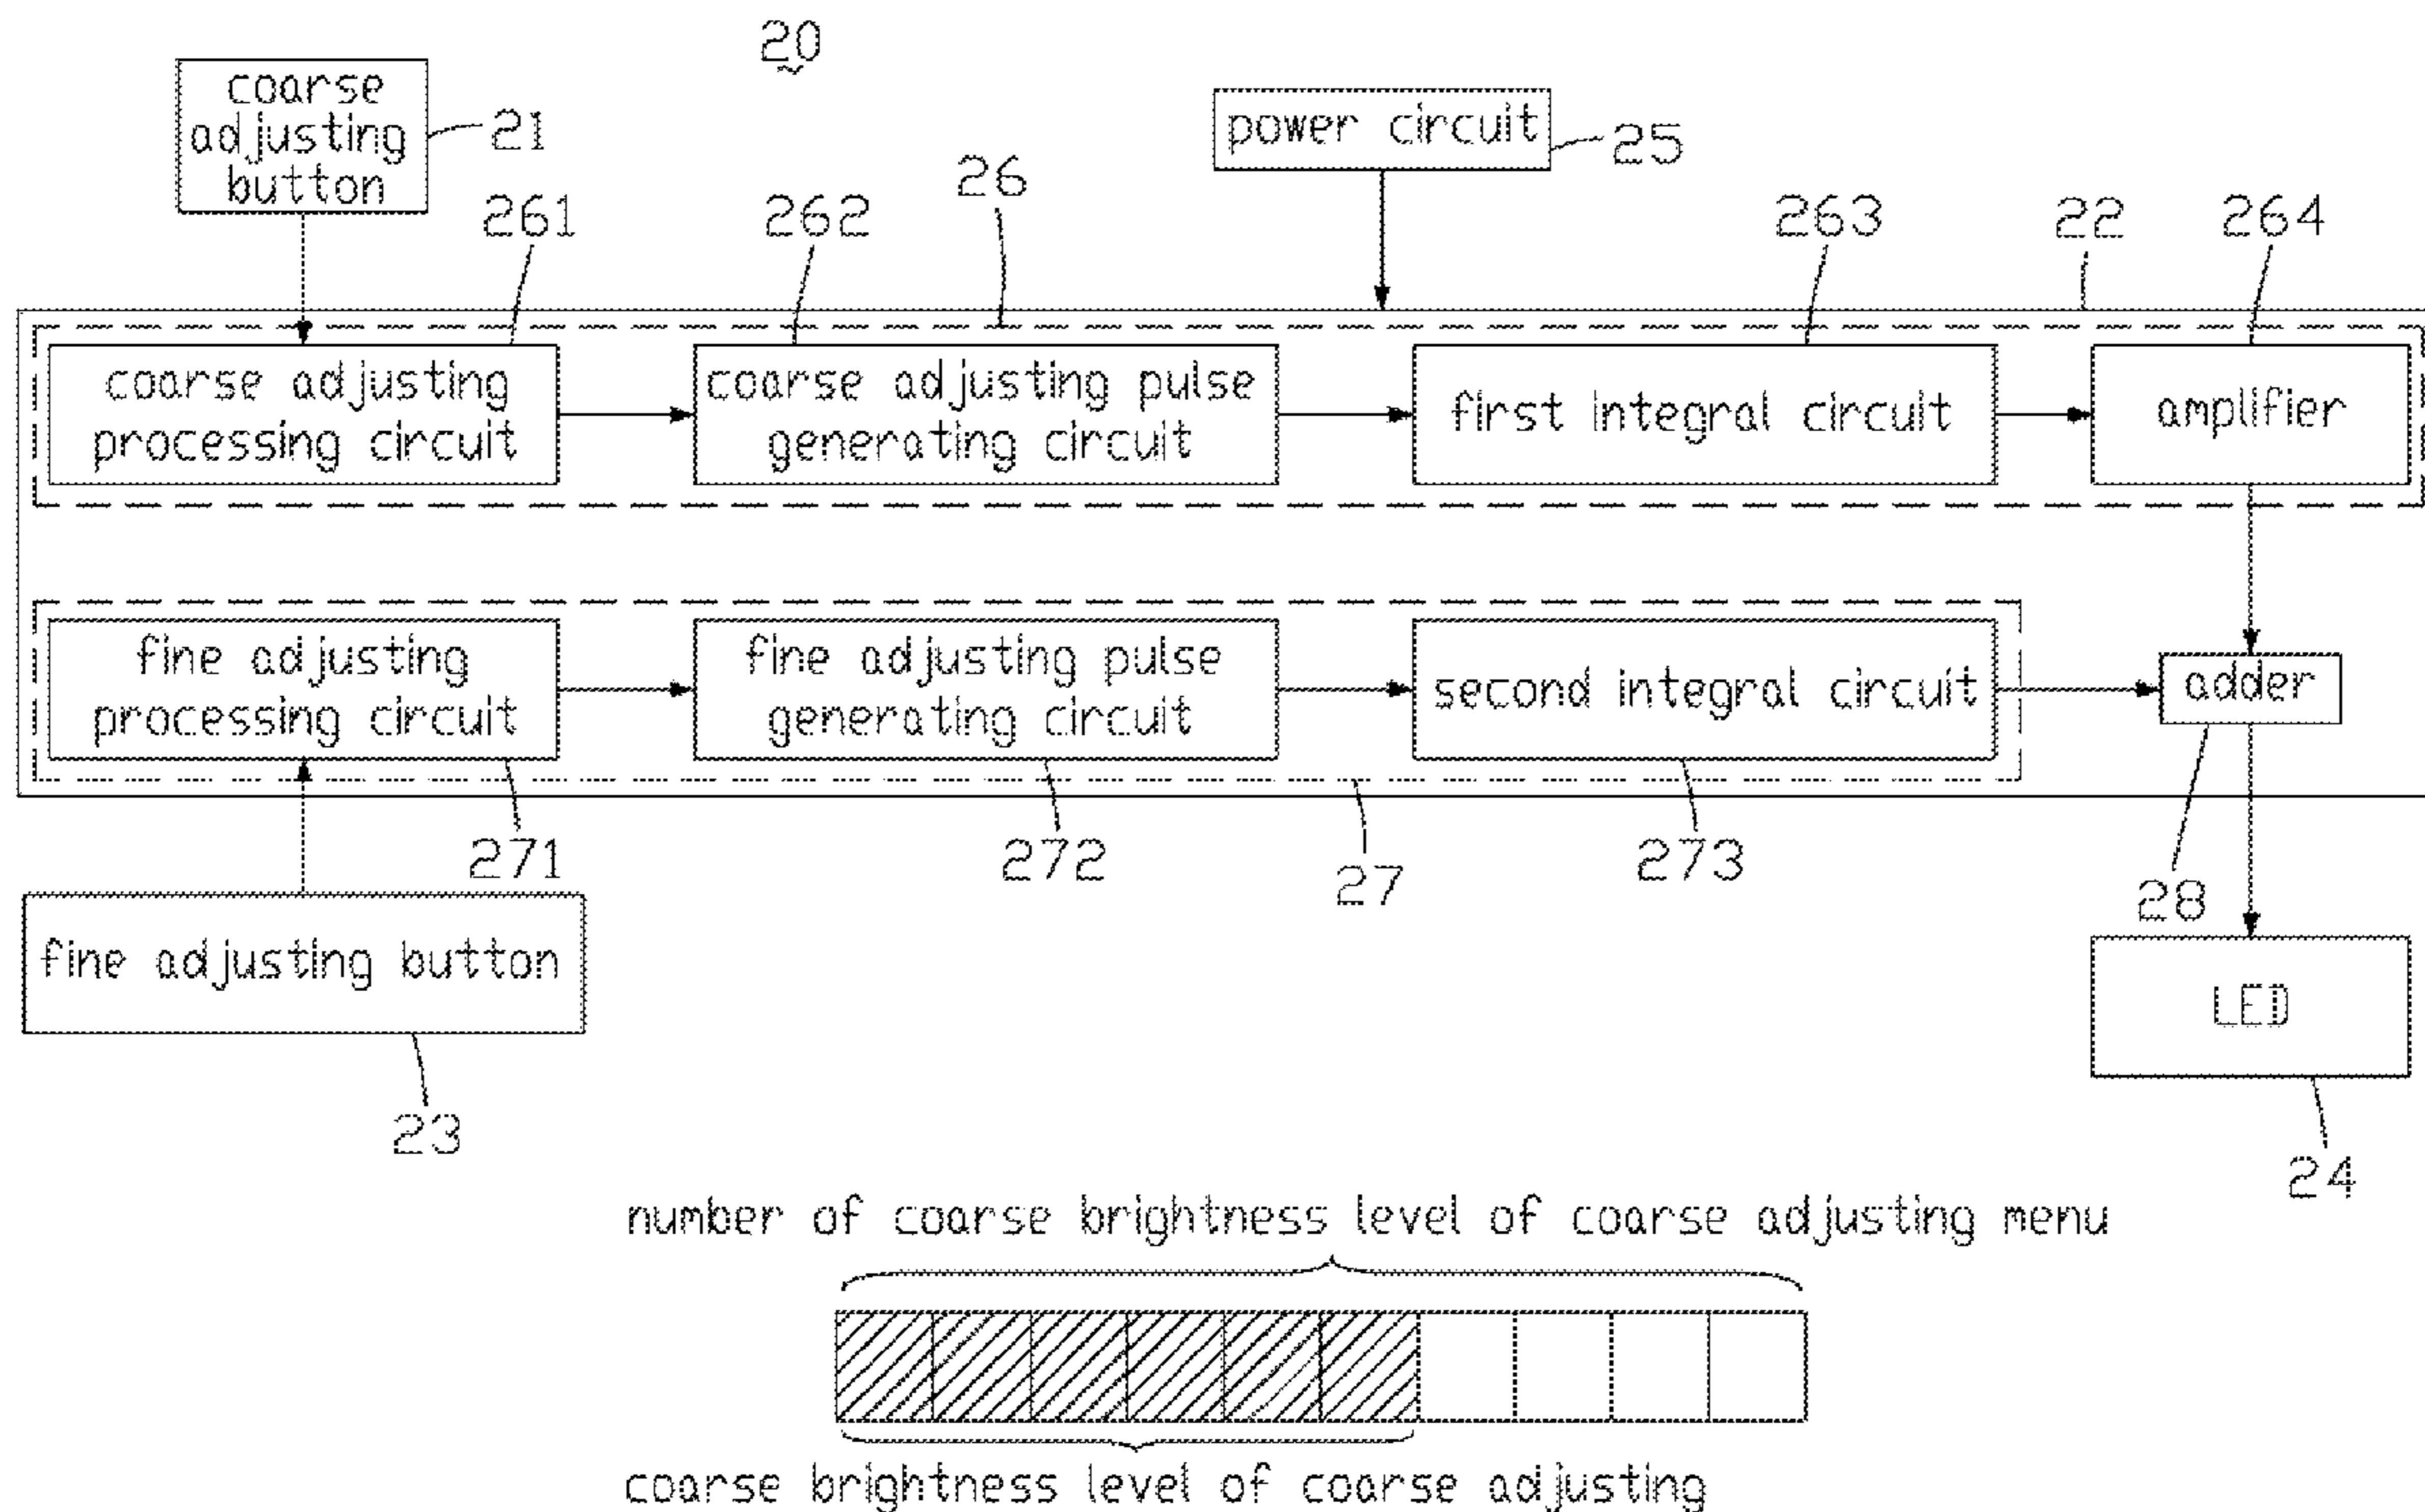 20
coarse
adjusting
button
21
power circuit
25
26
261
262
263
22
264
coarse adjusting
processing circuit
coarse adjusting pulse
generating circuit
first integral circuit
amplifier
fine adjusting
processing circuit
fine adjusting pulse
generating circuit
second integral circuit
adder
271
272
27
273
28
fine adjusting button
LED
23
24
number of coarse brightness level of coarse adjusting menu
coarse brightness level of coarse adjusting